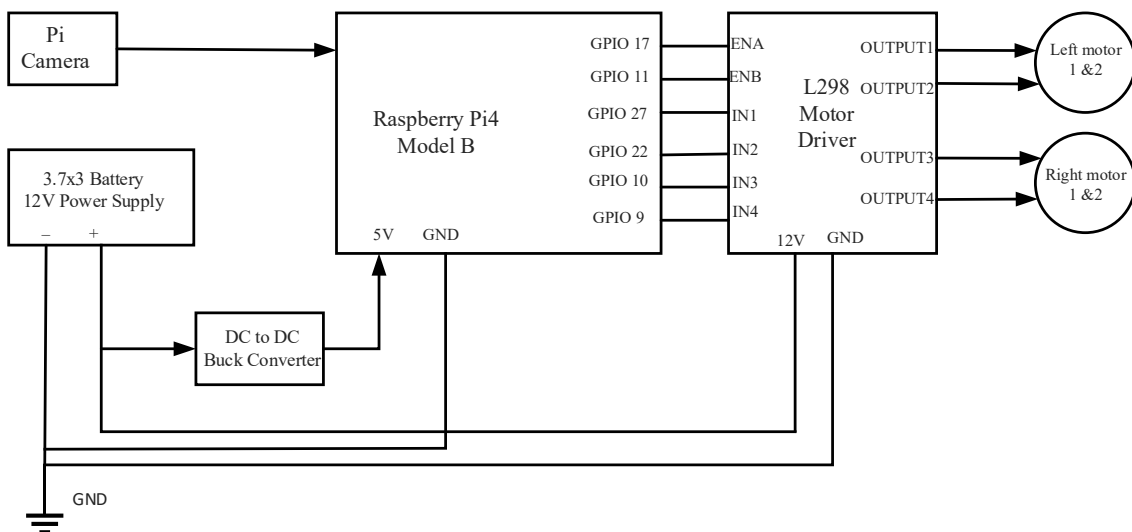 Pi
Camera
3.7x3 Battery
12V Power Supply
– +
DC to DC
Buck Converter
GND
Raspberry Pi4
Model B
GPIO 17
GPIO 11
GPIO 27
GPIO 22
GPIO 10
GPIO 9
5V GND
L298
Motor
Driver
ENA
ENB
IN1
IN2
IN3
IN4
OUTPUT1
OUTPUT2
OUTPUT3
OUTPUT4
12V GND
Left motor
1 &2
Right motor
1 &2